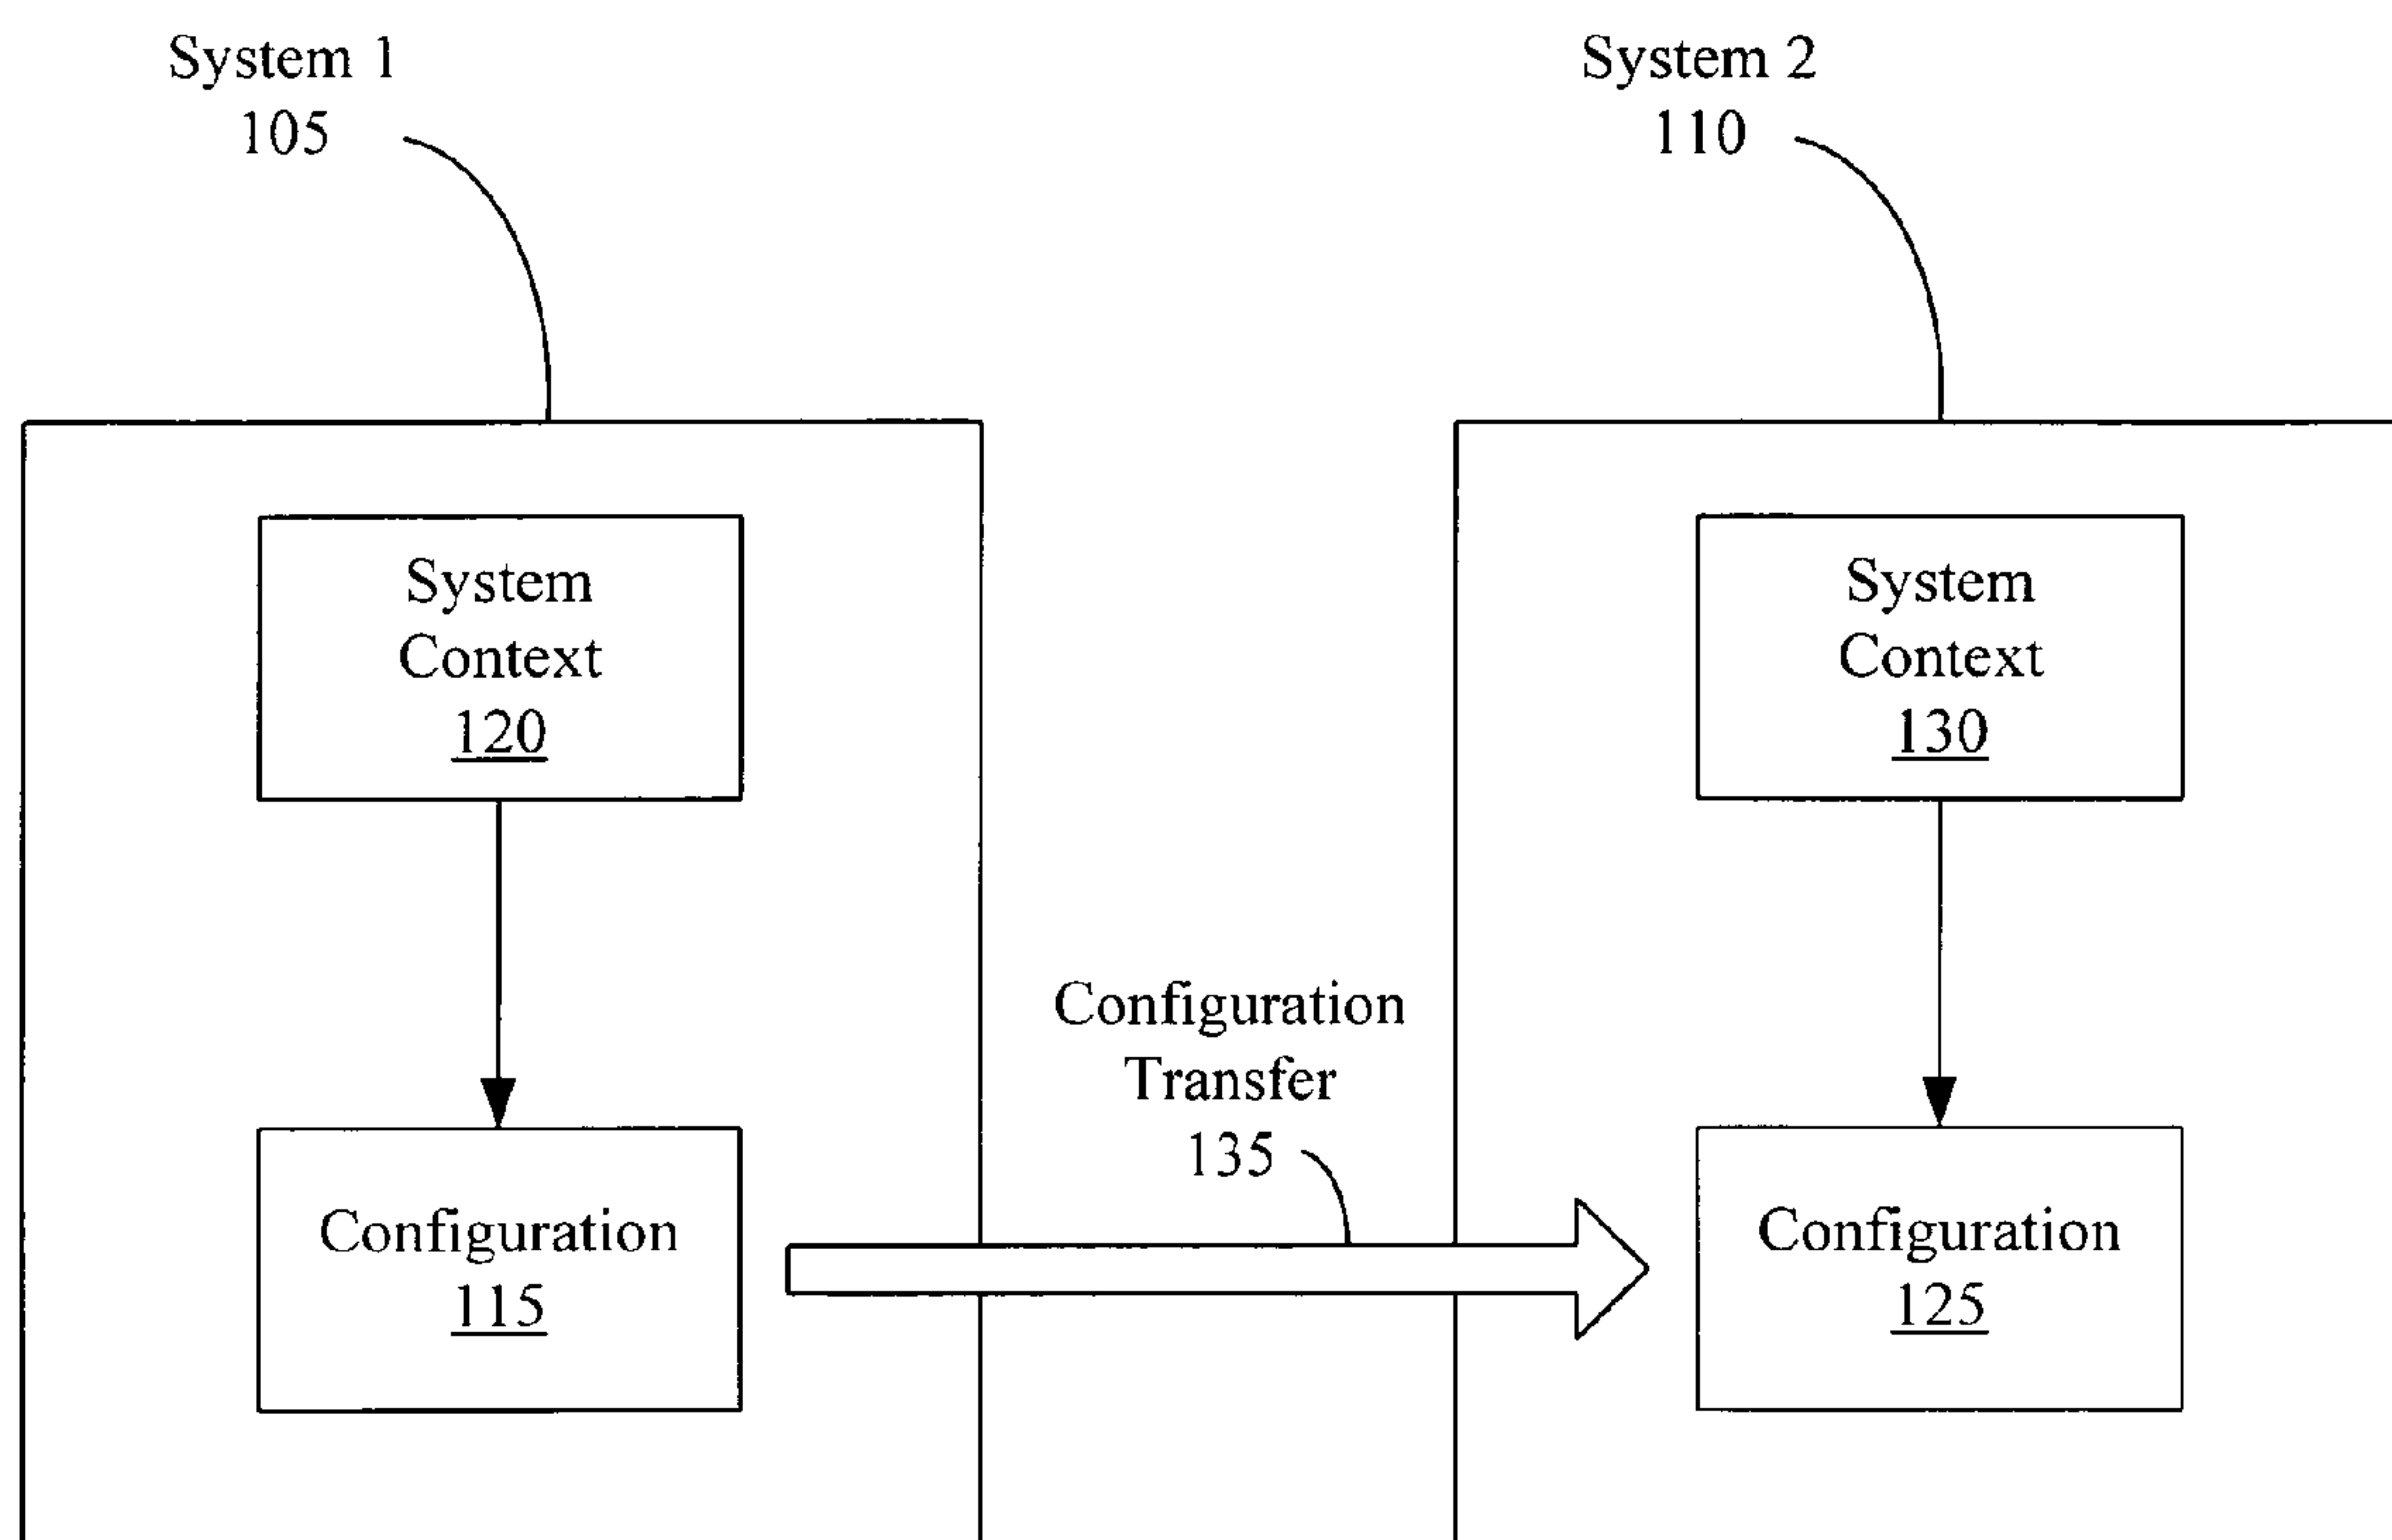 System 1
105
System 2
110
System
Context
120
System
Context
130
Configuration
Transfer
135
Configuration
115
Configuration
125